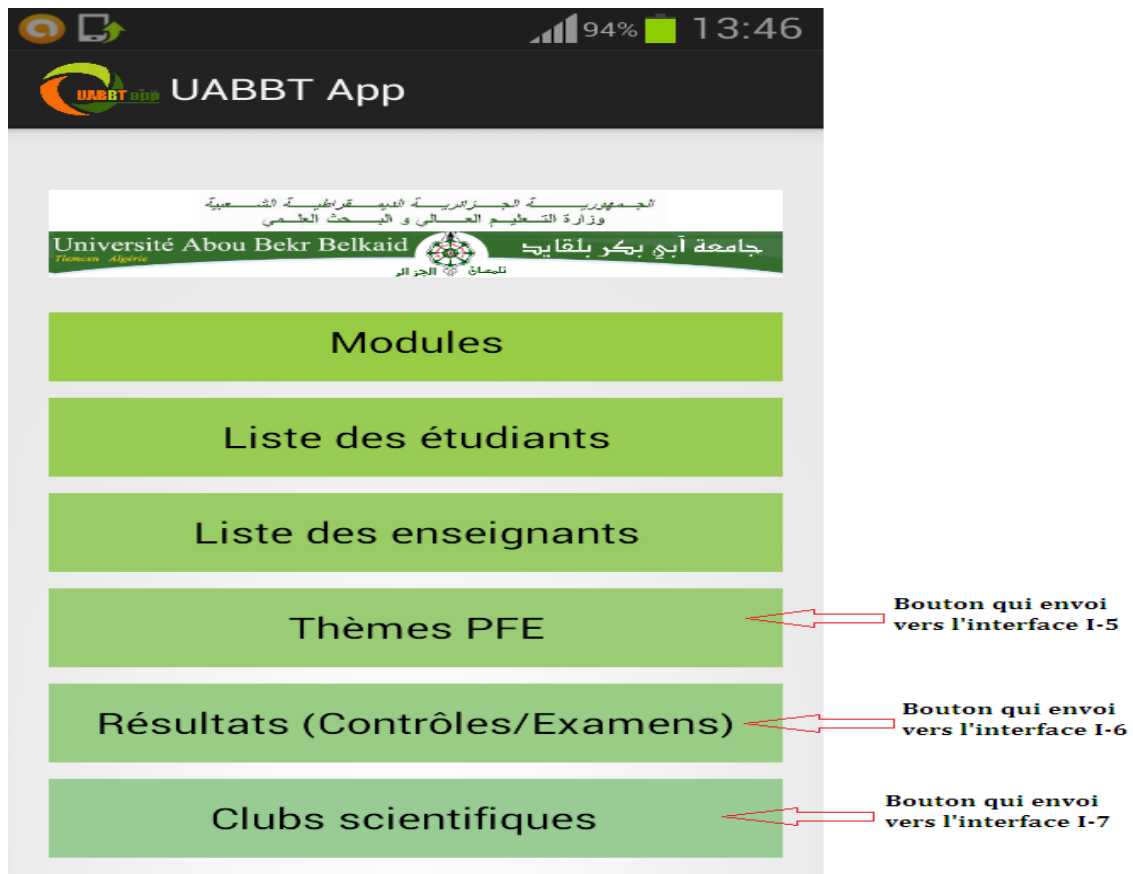 94% 13:46
UABBT app UABBT App
الجمهورية الجزائرية الديمقراطية الشعبية
وزارة التعليم العالي و البحث العلمي
Université Abou Bekr Belkaid جامعة آبي بكر بلقايد
Tlemcen Algérie
تلمسان الجزائر
Modules
Liste des étudiants
Liste des enseignants
Thèmes PFE
Bouton qui envoi
vers l'interface I-5
Résultats (Contrôles/Examens)
Bouton qui envoi
vers l'interface I-6
Clubs scientifiques
Bouton qui envoi
vers l'interface I-7